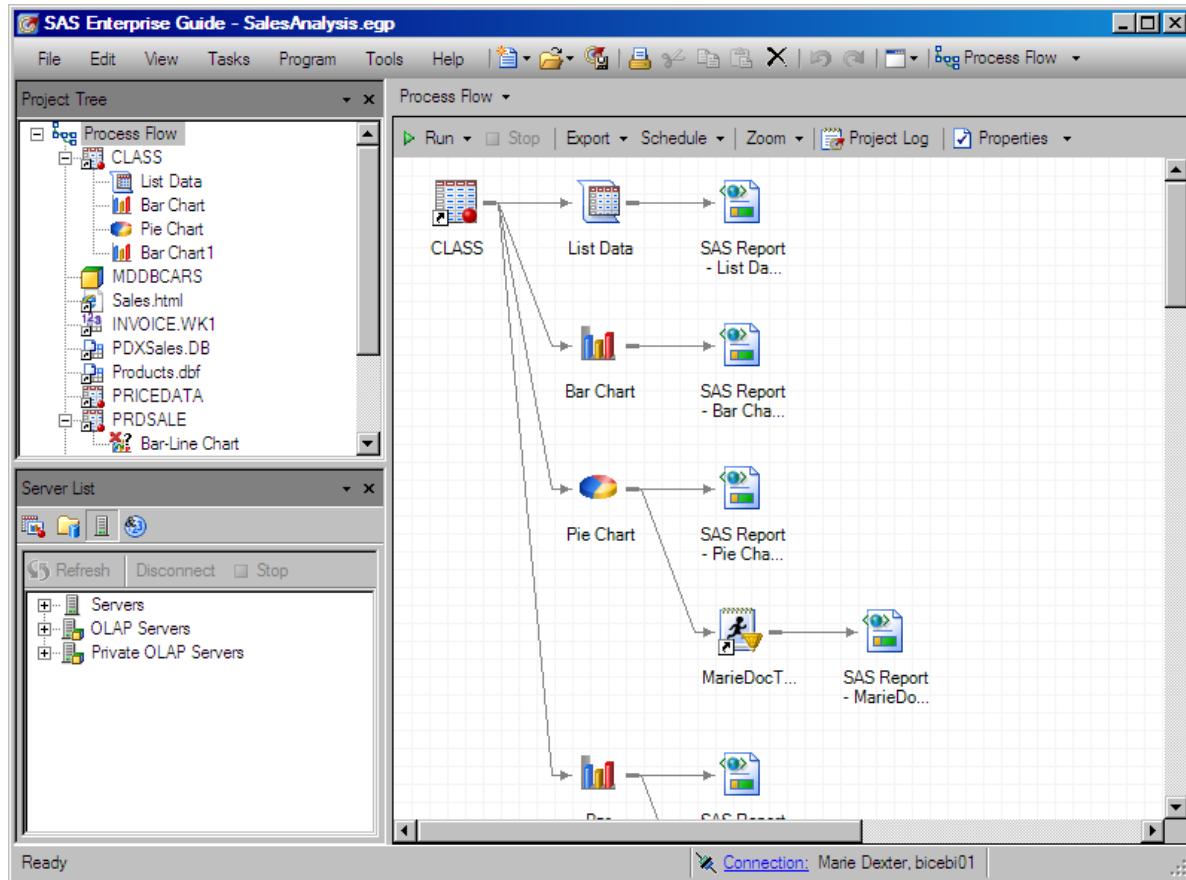 SAS Enterprise Guide - SalesAnalysis.egp
File Edit View Tasks Program Tools Help Process Flow
Project Tree
Process Flow
CLASS
List Data
Bar Chart
Pie Chart
Bar Chart1
MDDBCARS
Sales.html
INVOICE.WK1
PDXSales.DB
Products.dbf
PRICEDATA
PRDSALE
Bar-Line Chart
Server List
Refresh Disconnect Stop
Servers
OLAP Servers
Private OLAP Servers
Process Flow
Run Stop Export Schedule Zoom Project Log Properties
CLASS
List Data
SAS Report
- List Da...
Bar Chart
SAS Report
- Bar Cha...
Pie Chart
SAS Report
- Pie Cha...
MarieDocT...
SAS Report
- MarieDo...
SAS Report
Ready
Connection: Marie Dexter, bicebi01